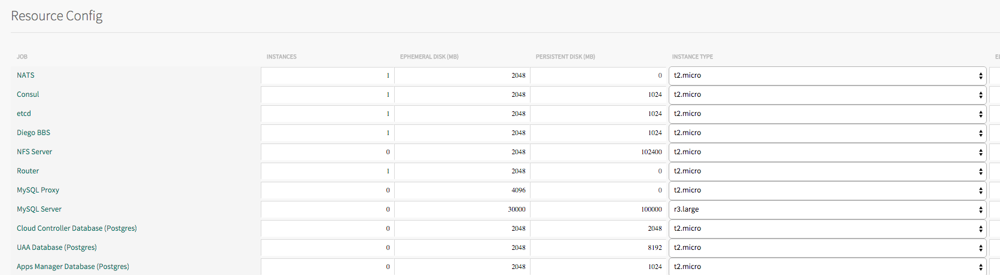 Resource Config
JOB INSTANCES EPHEMERAL DISK (MB) PERSISTENT DISK (MB) INSTANCE TYPE
NATS 1 2048 0 t2.micro
Consul 1 2048 1024 t2.micro
etcd 1 2048 1024 t2.micro
Diego BBS 1 2048 1024 t2.micro
NFS Server 0 2048 102400 t2.micro
Router 1 2048 0 t2.micro
MySQL Proxy 0 4096 0 t2.micro
MySQL Server 0 30000 100000 r3.large
Cloud Controller Database (Postgres) 0 2048 2048 t2.micro
UAA Database (Postgres) 0 2048 8192 t2.micro
Apps Manager Database (Postgres) 0 2048 1024 t2.micro